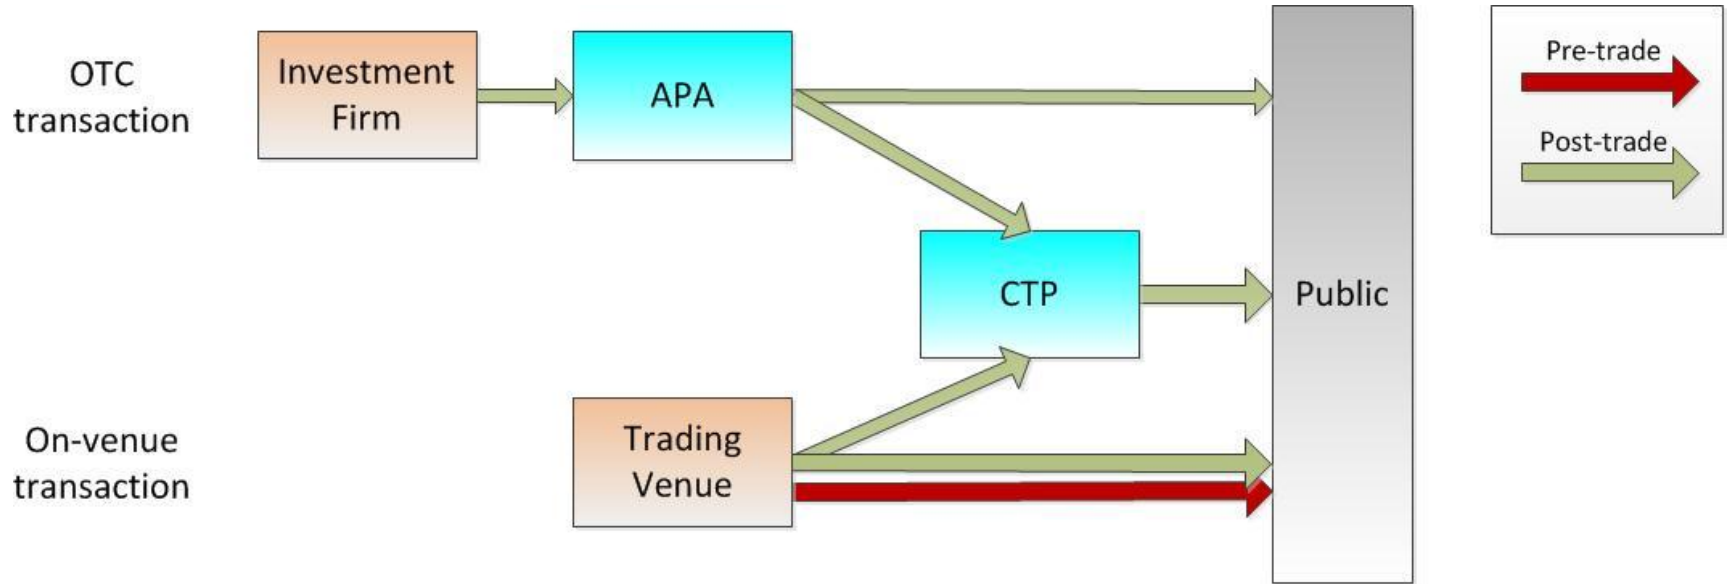 OTC
transaction
Investment
Firm
APA
Pre-trade
Post-trade
CTP
Public
On-venue
transaction
Trading
Venue